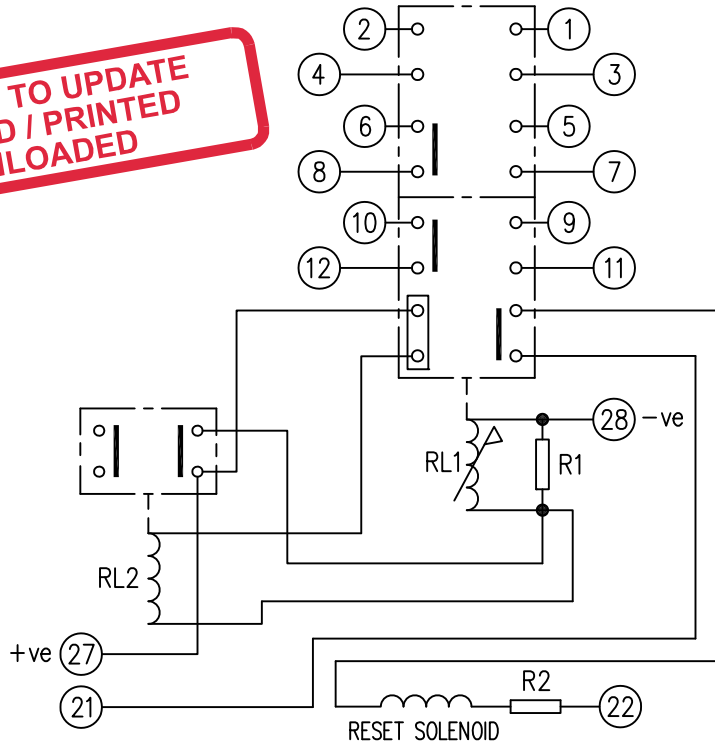 TO UPDATE
D / PRINTED
NLOADED
2
1
4
3
6
5
8
7
10
9
12
11
28 -ve
RL1
R1
RL2
+ve 27
21
R2
22
RESET SOLENOID